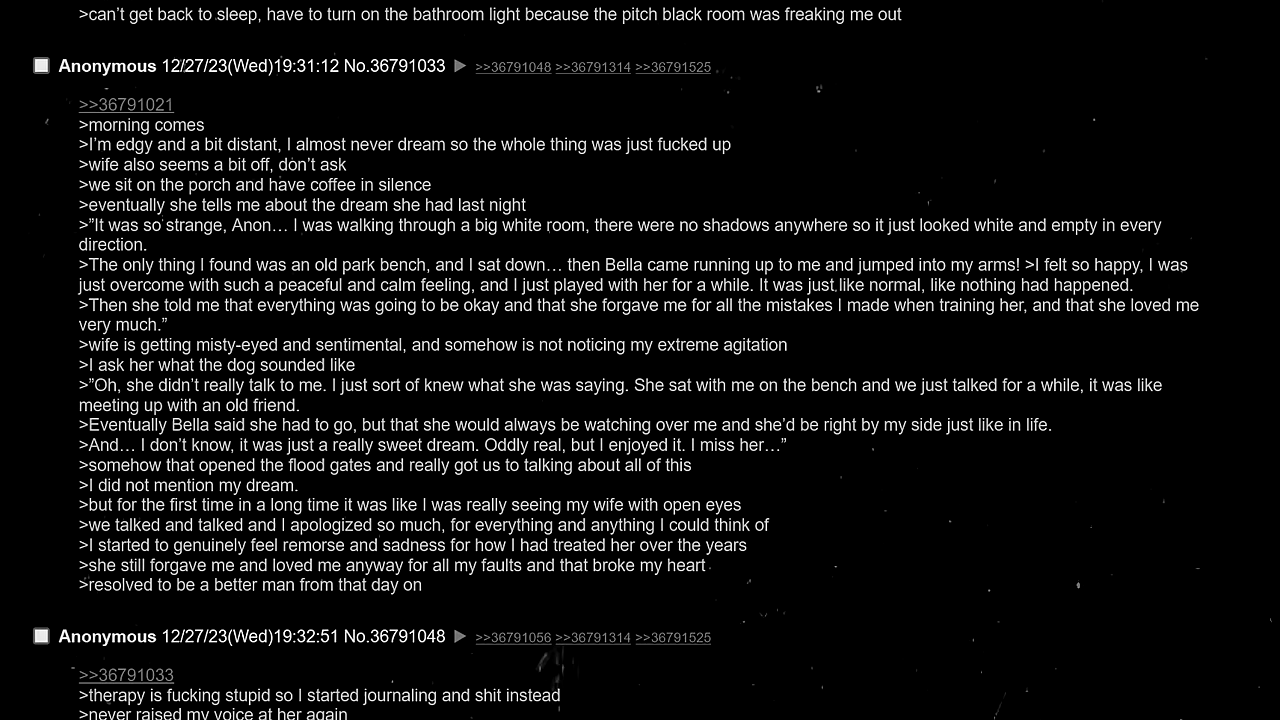 >can’t get back to sleep, have to turn on the bathroom light because the pitch black room was freaking me out
Anonymous 12/27/23(Wed)19:31:12 No.36791033 ▶ >>36791048 >>36791314 >>36791525
>>36791021
>morning comes
>I’m edgy and a bit distant, I almost never dream so the whole thing was just fucked up
>wife also seems a bit off, don’t ask
>we sit on the porch and have coffee in silence
>eventually she tells me about the dream she had last night
>”It was so strange, Anon… I was walking through a big white room, there were no shadows anywhere so it just looked white and empty in every
direction.
>The only thing I found was an old park bench, and I sat down… then Bella came running up to me and jumped into my arms! >I felt so happy, I was
just overcome with such a peaceful and calm feeling, and I just played with her for a while. It was just like normal, like nothing had happened.
>Then she told me that everything was going to be okay and that she forgave me for all the mistakes I made when training her, and that she loved me
very much.”
>wife is getting misty-eyed and sentimental, and somehow is not noticing my extreme agitation
>I ask her what the dog sounded like
>”Oh, she didn’t really talk to me. I just sort of knew what she was saying. She sat with me on the bench and we just talked for a while, it was like
meeting up with an old friend.
>Eventually Bella said she had to go, but that she would always be watching over me and she’d be right by my side just like in life.
>And… I don’t know, it was just a really sweet dream. Oddly real, but I enjoyed it. I miss her…”
>somehow that opened the flood gates and really got us to talking about all of this
>I did not mention my dream.
>but for the first time in a long time it was like I was really seeing my wife with open eyes
>we talked and talked and I apologized so much, for everything and anything I could think of
>I started to genuinely feel remorse and sadness for how I had treated her over the years
>she still forgave me and loved me anyway for all my faults and that broke my heart
>resolved to be a better man from that day on
Anonymous 12/27/23(Wed)19:32:51 No.36791048 ▶ >>36791056 >>36791314 >>36791525
>>36791033
>therapy is fucking stupid so I started journaling and shit instead
>never raised my voice at her again